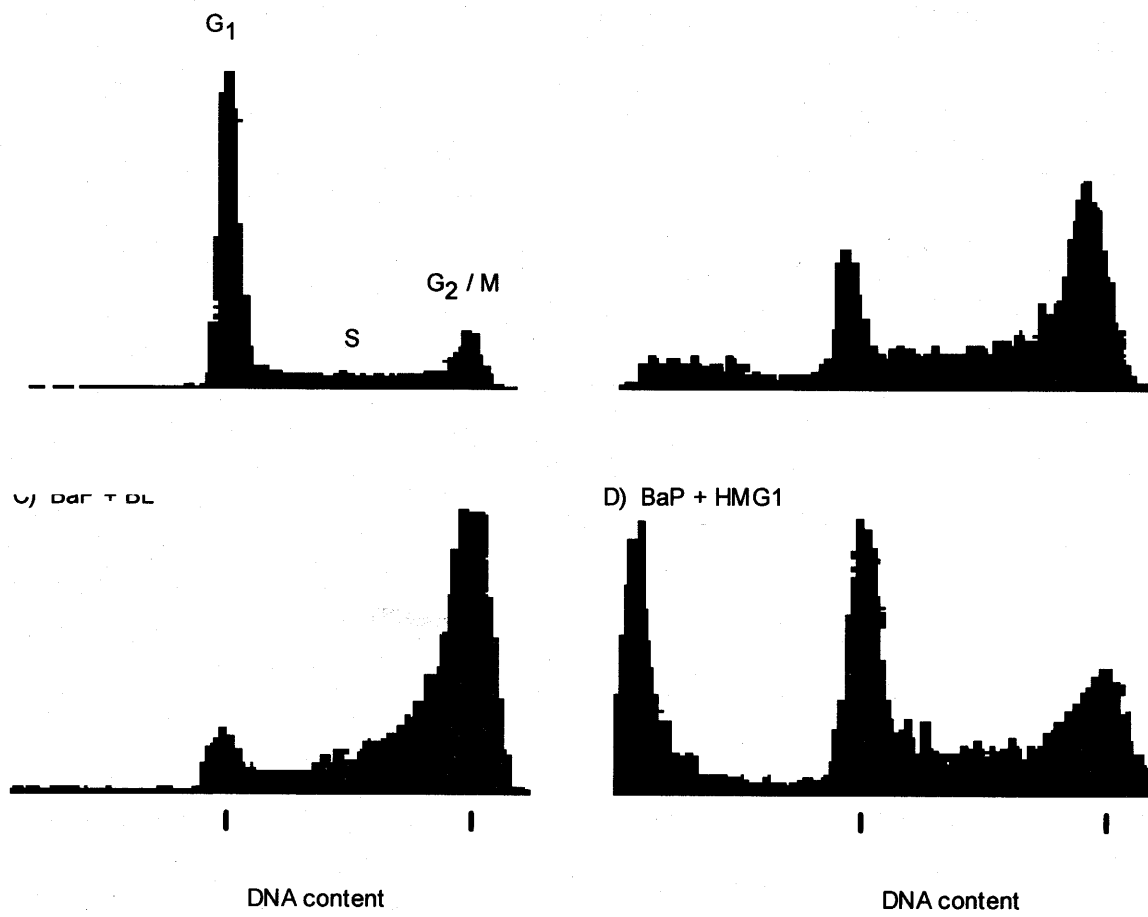 G1
G2 / M
S
D) BaP + HMG1
DNA content
DNA content